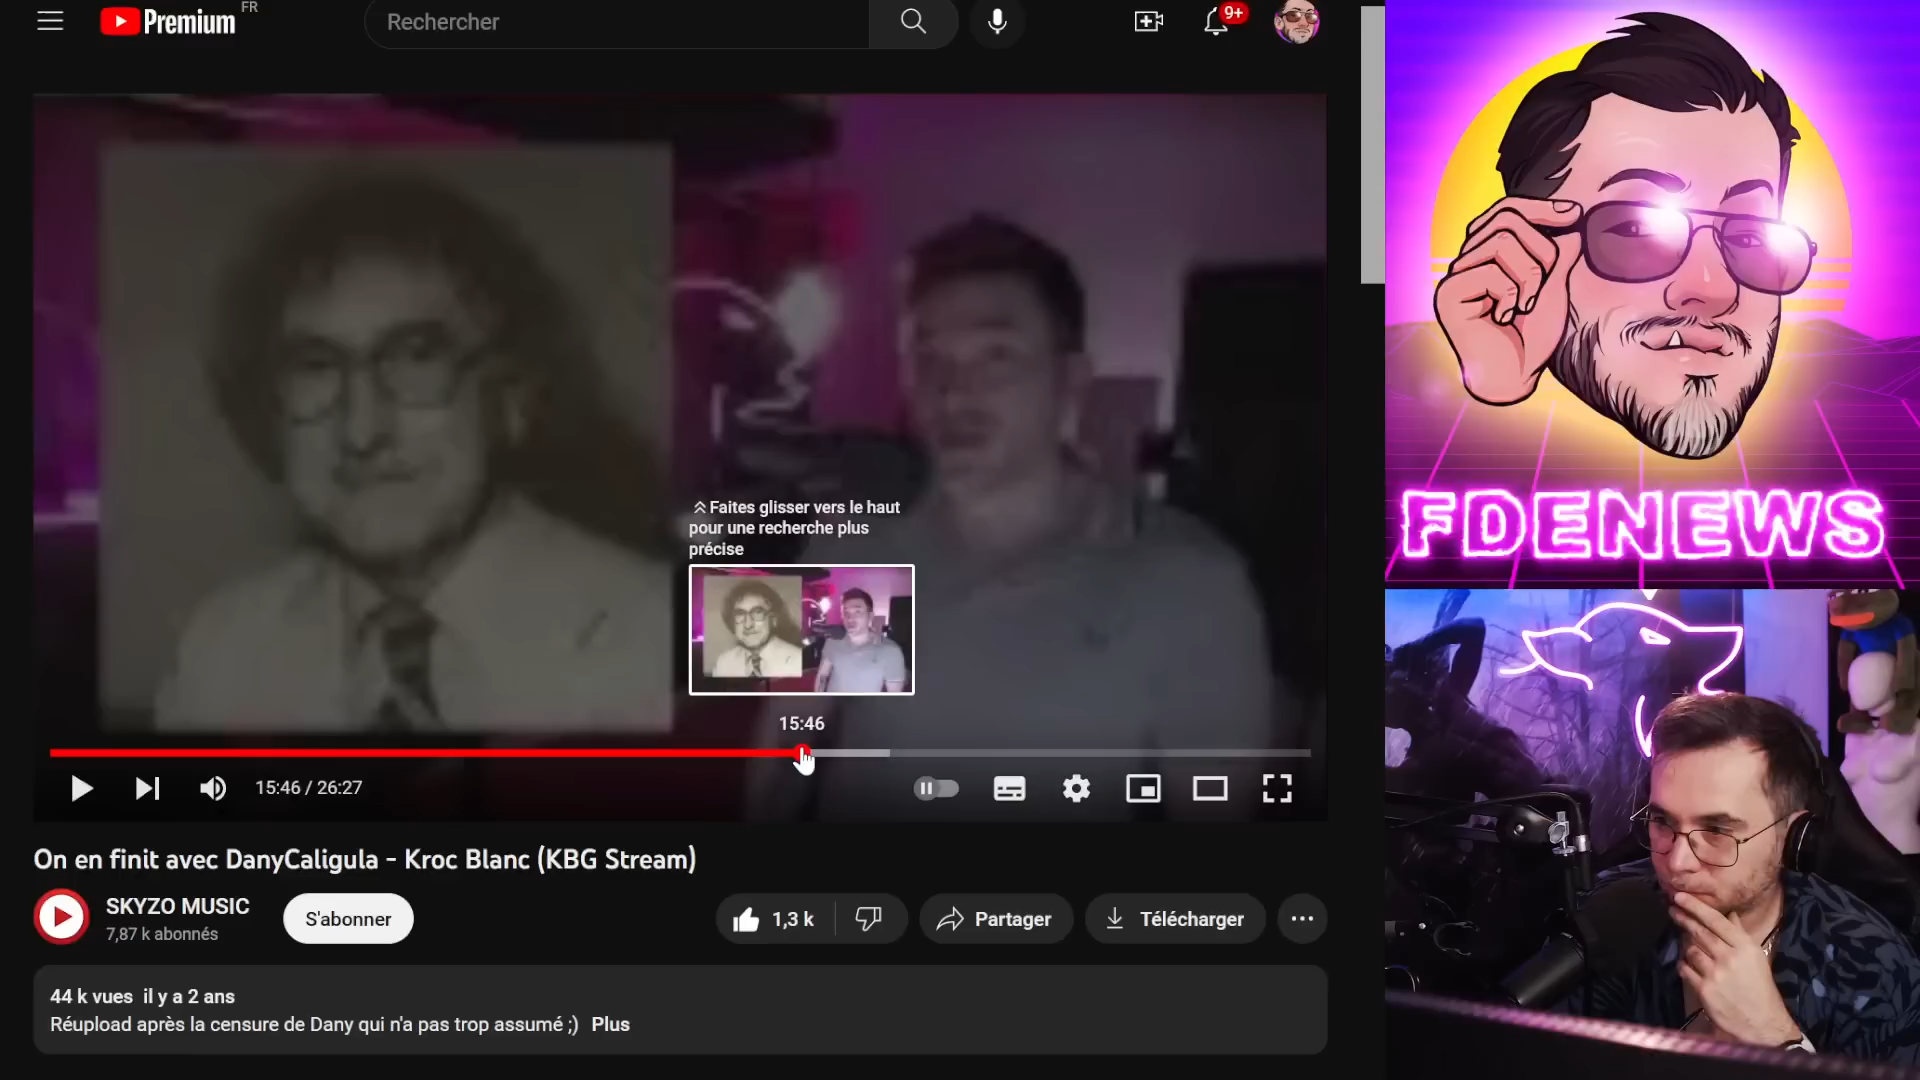 Premium
FR
Rechercher
9+
Faites glisser vers le haut
pour une recherche plus
précise
15:46
15:46 / 26:27
On en finit avec DanyCaligula - Kroc Blanc (KBG Stream)
SKYZO MUSIC
7,87 k abonnés
S'abonner
1,3 k
Partager
Télécharger
44 k vues il y a 2 ans
Réupload après la censure de Dany qui n'a pas trop assumé ;) Plus
FDENEWS